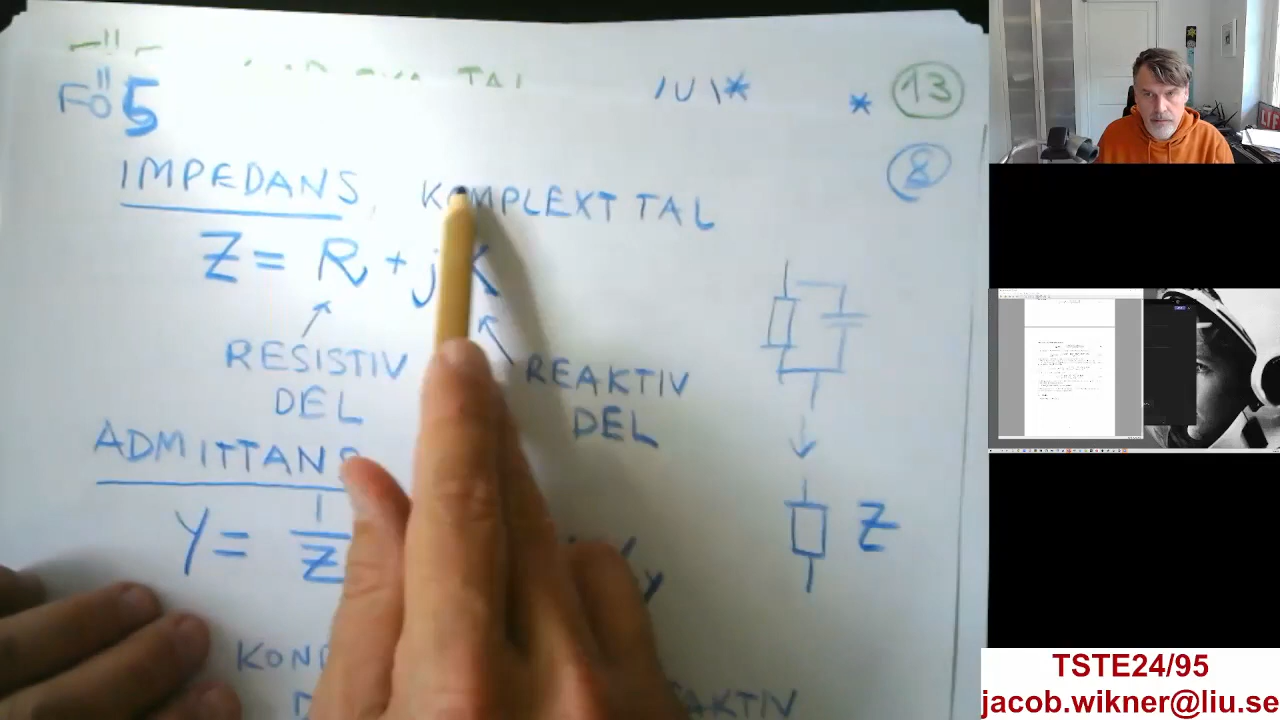 FÖ 5
13
8
IMPEDANS, KOMPLEXT TAL
Z = R + jX
RESISTIV
DEL
REAKTIV
DEL
ADMITTANS
Y = 1/Z
Z
TSTE24/95
jacob.wikner@liu.se